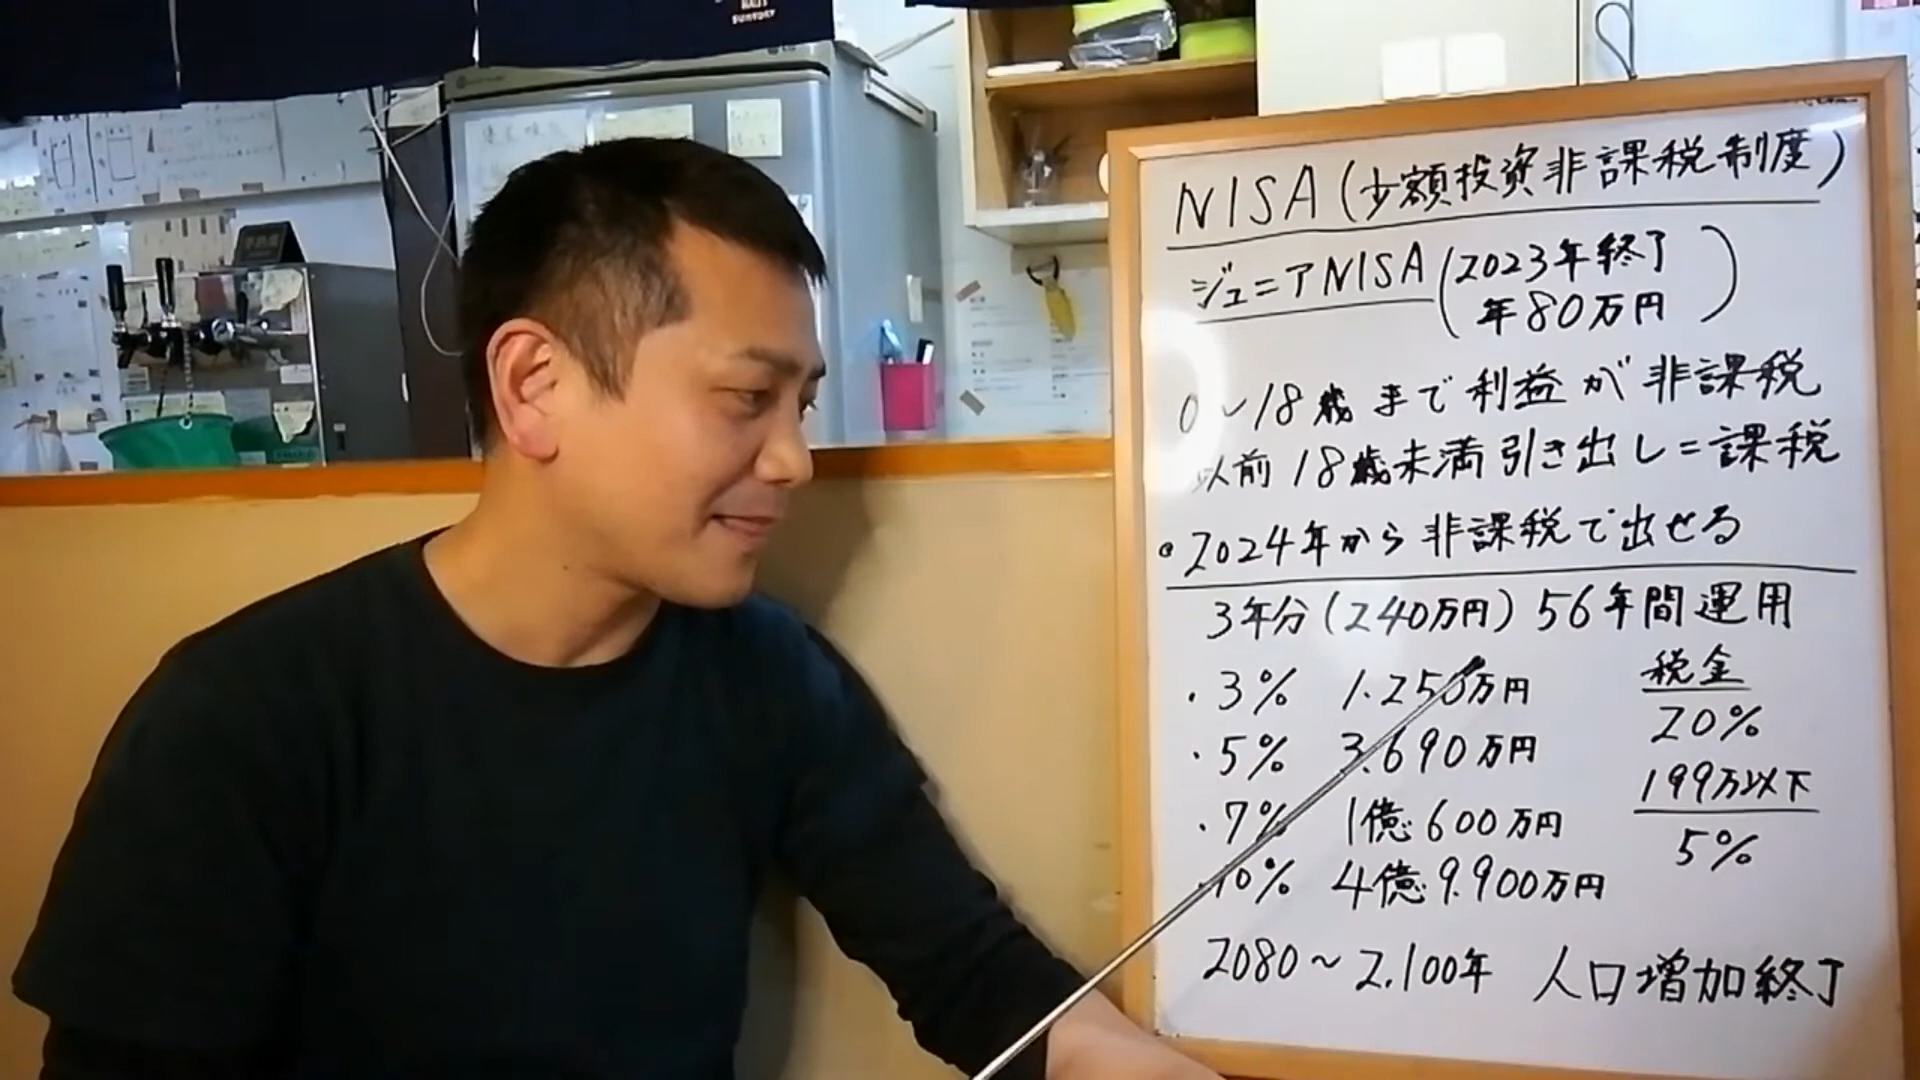 SUNTORY
NISA(少額投資非課税制度)
ジュニアNISA(2023年終了
年80万円)
0~18歳まで利益が非課税
以前18歳未満引き出し=課税
•2024年から非課税で出せる
3年分(240万円)56年間運用
税金
・3% 1.250万円
20%
・5% 3.690万円
199万以下
・7% 1億600万円
5%
・10% 4億9.900万円
2080~2.100年 人口増加終了